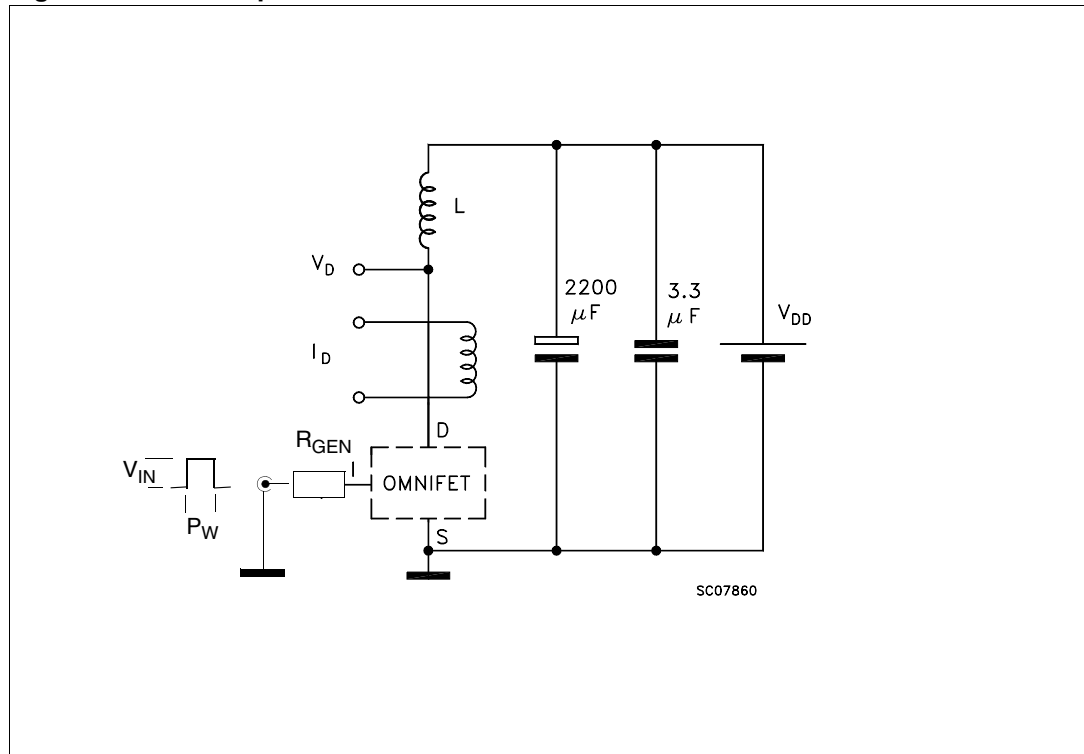 L
V_D
2200
µF
3.3
µF
V_DD
I_D
D
R_GEN
I
V_IN
OMNIFET
P_W
S
SC07860